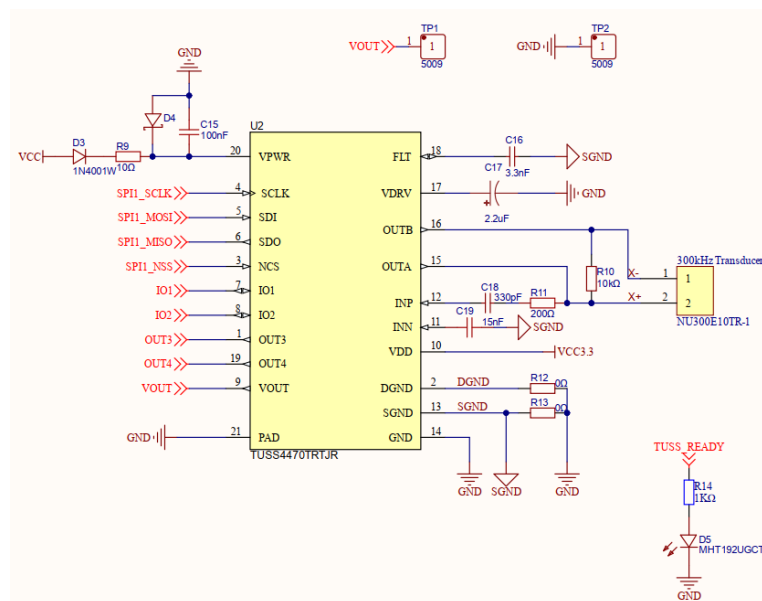 TP1
VOUT 1 1
5009
TP2
GND 1 1
5009
GND
D4
C15
100nF
D3
VCC
1N4001W
R9
10Ω
U2
20 VPWR
SPI1_SCLK 4 SCLK
SPI1_MOSI 5 SDI
SPI1_MISO 6 SDO
SPI1_NSS 3 NCS
IO1 7 IO1
IO2 8 IO2
OUT3 1 OUT3
OUT4 19 OUT4
VOUT 9 VOUT
GND 21 PAD
TUSS4470TRTJR
FLT 18
C16
3.3nF
SGND
VDRV 17
C17
+
2.2uF
GND
OUTB 16
OUTA 15
R10
10kΩ
300kHz Transducer
X- 1 1
X+ 2 2
NU300E10TR-1
INP 12
C18
330pF
R11
200Ω
INN 11
C19
15nF
SGND
VDD 10
VCC3.3
DGND 2 DGND
R12
0Ω
SGND 13 SGND
R13
0Ω
GND 14
GND
SGND
GND
TUSS_READY
R14
1KΩ
D5
MHT192UGCT
GND